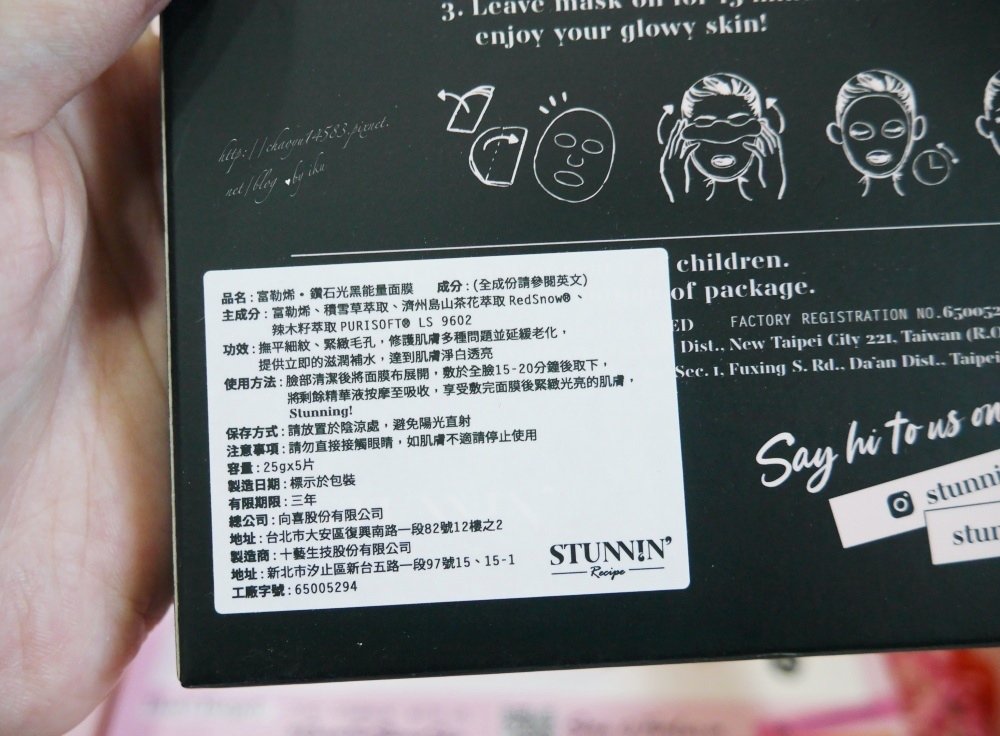 3. Leave mask on for 15
enjoy your glowy skin!
http://chaoyu14583.pixnet.
net/blog ♥by iku
children.
of package.
ED FACTORY REGISTRATION NO.650052
Dist., New Taipei City 221, Taiwan (R.O
Sec. 1, Fuxing S. Rd., Da'an Dist., Taipei
品名:富勒烯•鑽石光黑能量面膜 成分:(全成份請參閱英文)
主成分:富勒烯、積雪草萃取、濟州島山茶花萃取 RedSnow®、
辣木籽萃取 PURISOFT® LS 9602
功效:撫平細紋、緊緻毛孔,修護肌膚多種問題並延緩老化,
提供立即的滋潤補水,達到肌膚淨白透亮
使用方法:臉部清潔後將面膜布展開,敷於全臉15-20分鐘後取下,
將剩餘精華液按摩至吸收,享受敷完面膜後緊緻光亮的肌膚,
Stunning!
保存方式:請放置於陰涼處,避免陽光直射
注意事項:請勿直接接觸眼睛,如肌膚不適請停止使用
容量:25gx5片
製造日期:標示於包裝
有限期限:三年
總公司:向喜股份有限公司
地址:台北市大安區復興南路一段82號12樓之2
製造商:十藝生技股份有限公司
地址:新北市汐止區新台五路一段97號15、15-1
工廠字號:65005294
STUNNIN'
Recipe
Say hi to us on
stunni
stun